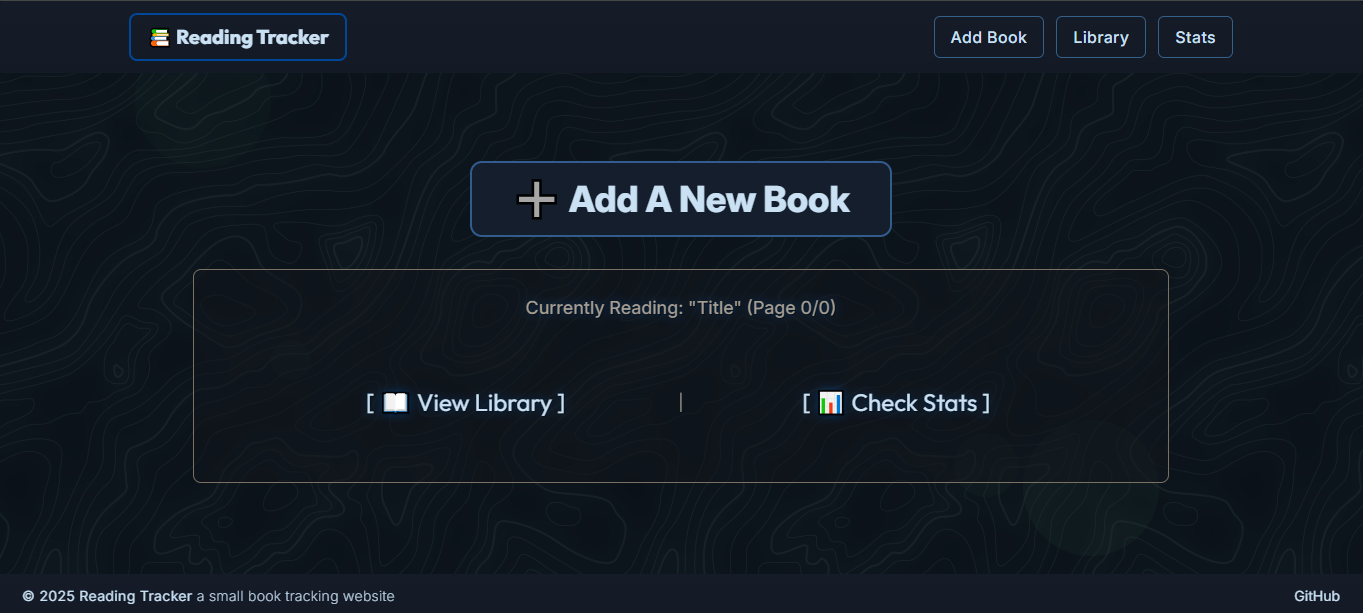 📚 Reading Tracker
Add Book
Library
Stats
➕ Add A New Book
Currently Reading: "Title" (Page 0/0)
[ 📖 View Library ] | [ 📊 Check Stats ]
© 2025 Reading Tracker a small book tracking website
GitHub